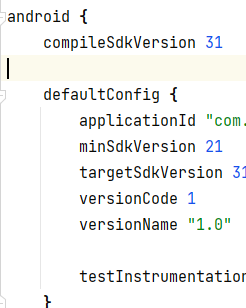 android {
compileSdkVersion 31
defaultConfig {
applicationId "com.
minSdkVersion 21
targetSdkVersion 31
versionCode 1
versionName "1.0"
testInstrumentation
}